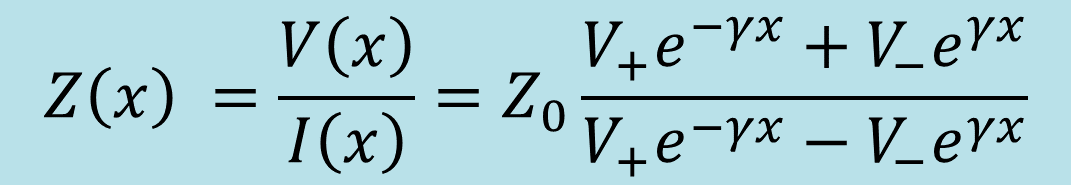 Z(x) = V(x)/I(x) = Z₀ (V₊e^(−γx) + V₋e^(γx))/(V₊e^(−γx) − V₋e^(γx))